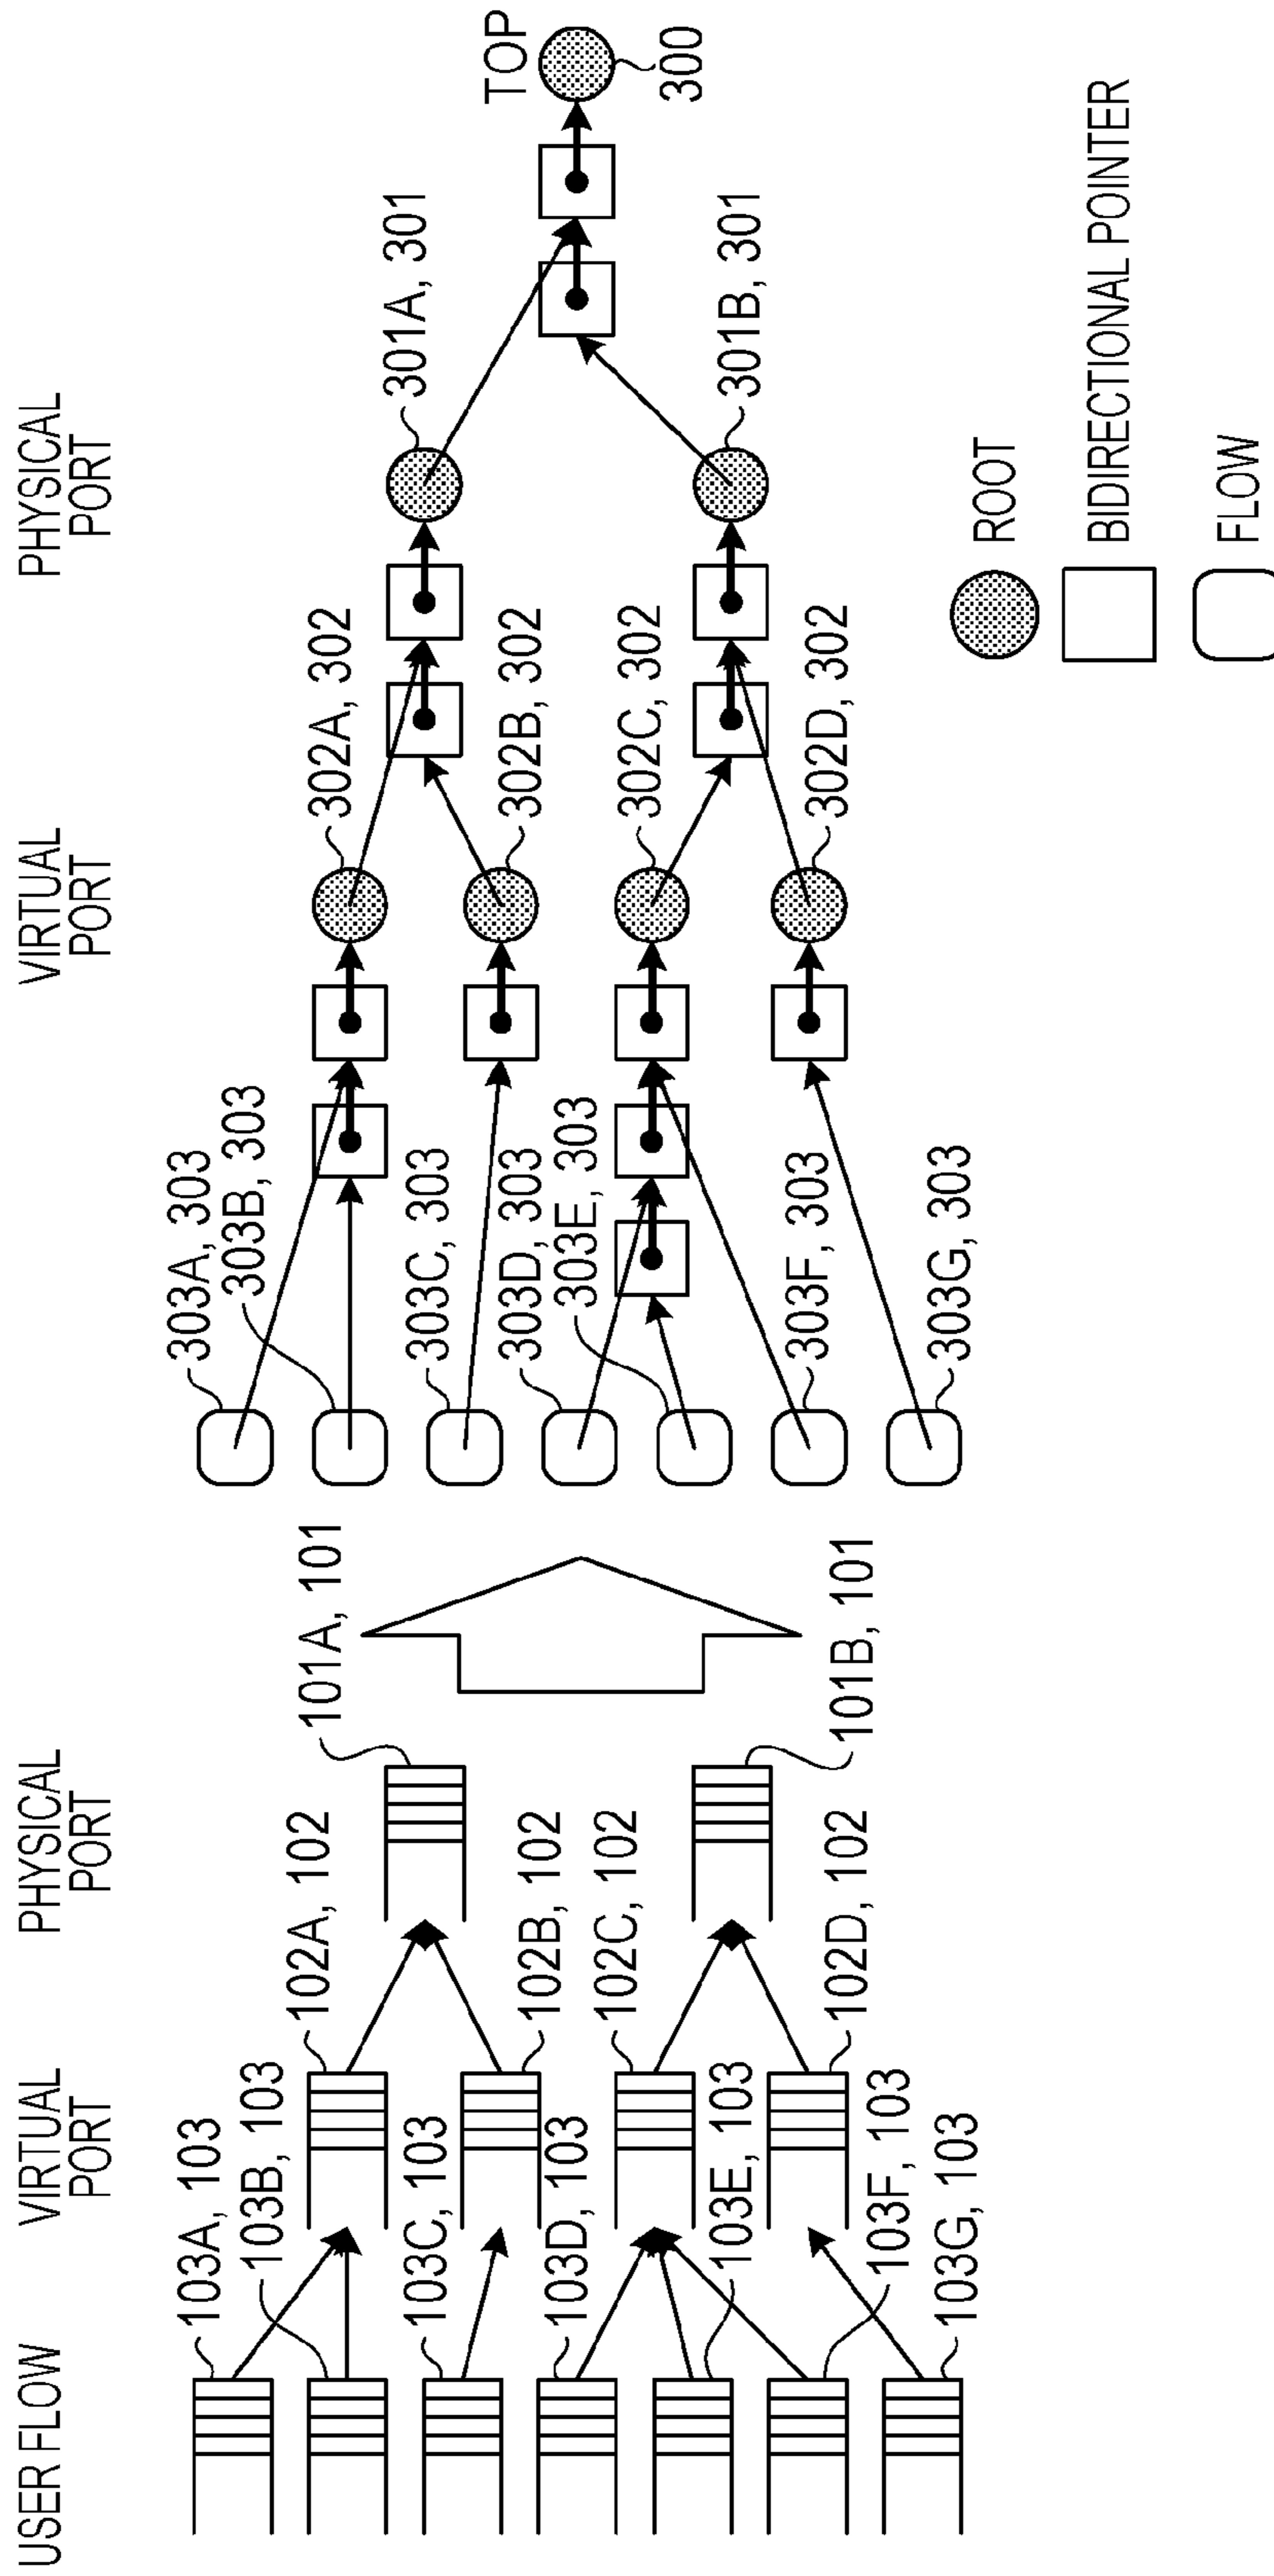 USER FLOW
VIRTUAL
PORT
PHYSICAL
PORT
103A, 103
103B, 103
103C, 103
103D, 103
103E, 103
103F, 103
103G, 103
102A, 102
102B, 102
102C, 102
102D, 102
101A, 101
101B, 101
VIRTUAL
PORT
PHYSICAL
PORT
303A, 303
303B, 303
303C, 303
303D, 303
303E, 303
303F, 303
303G, 303
302A, 302
302B, 302
302C, 302
302D, 302
301A, 301
301B, 301
TOP
300
ROOT
BIDIRECTIONAL POINTER
FLOW